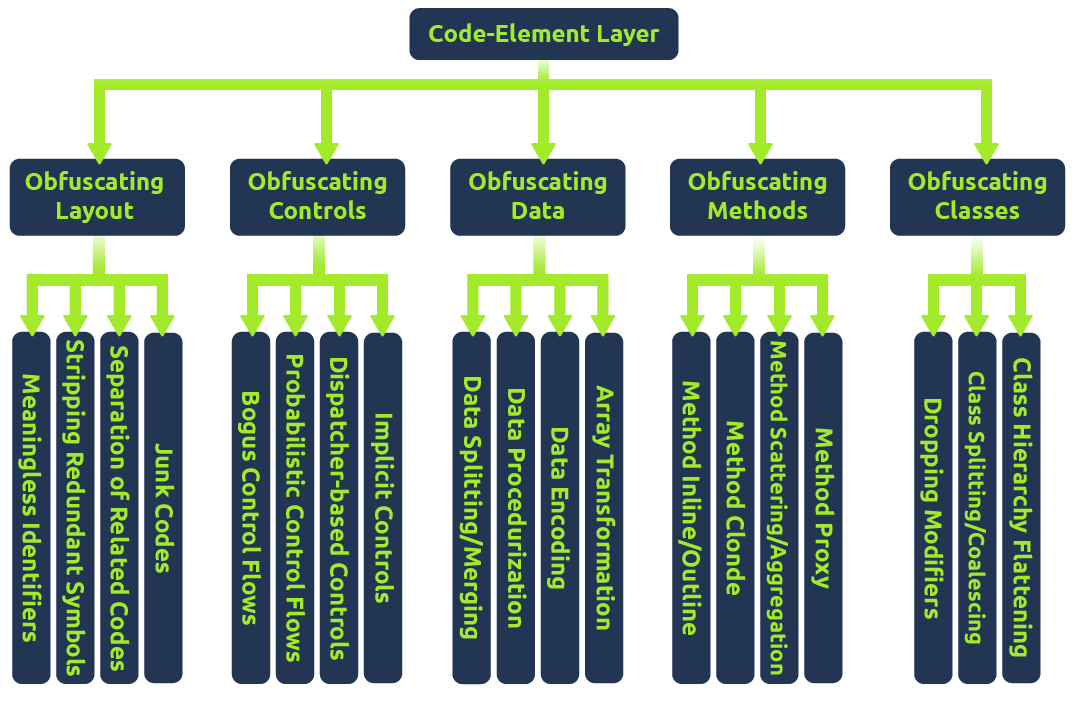 Code-Element Layer
Obfuscating
Layout
Obfuscating
Controls
Obfuscating
Data
Obfuscating
Methods
Obfuscating
Classes
Meaningless Identifiers
Stripping Redundant Symbols
Separation of Related Codes
Junk Codes
Bogus Control Flows
Probabilistic Control Flows
Dispatcher-based Controls
Implicit Controls
Data Splitting/Merging
Data Procedurization
Data Encoding
Array Transformation
Method Inline/Outline
Method Clonde
Method Scattering/Aggregation
Method Proxy
Dropping Modifiers
Class Splitting/Coalescing
Class Hierarchy Flattening